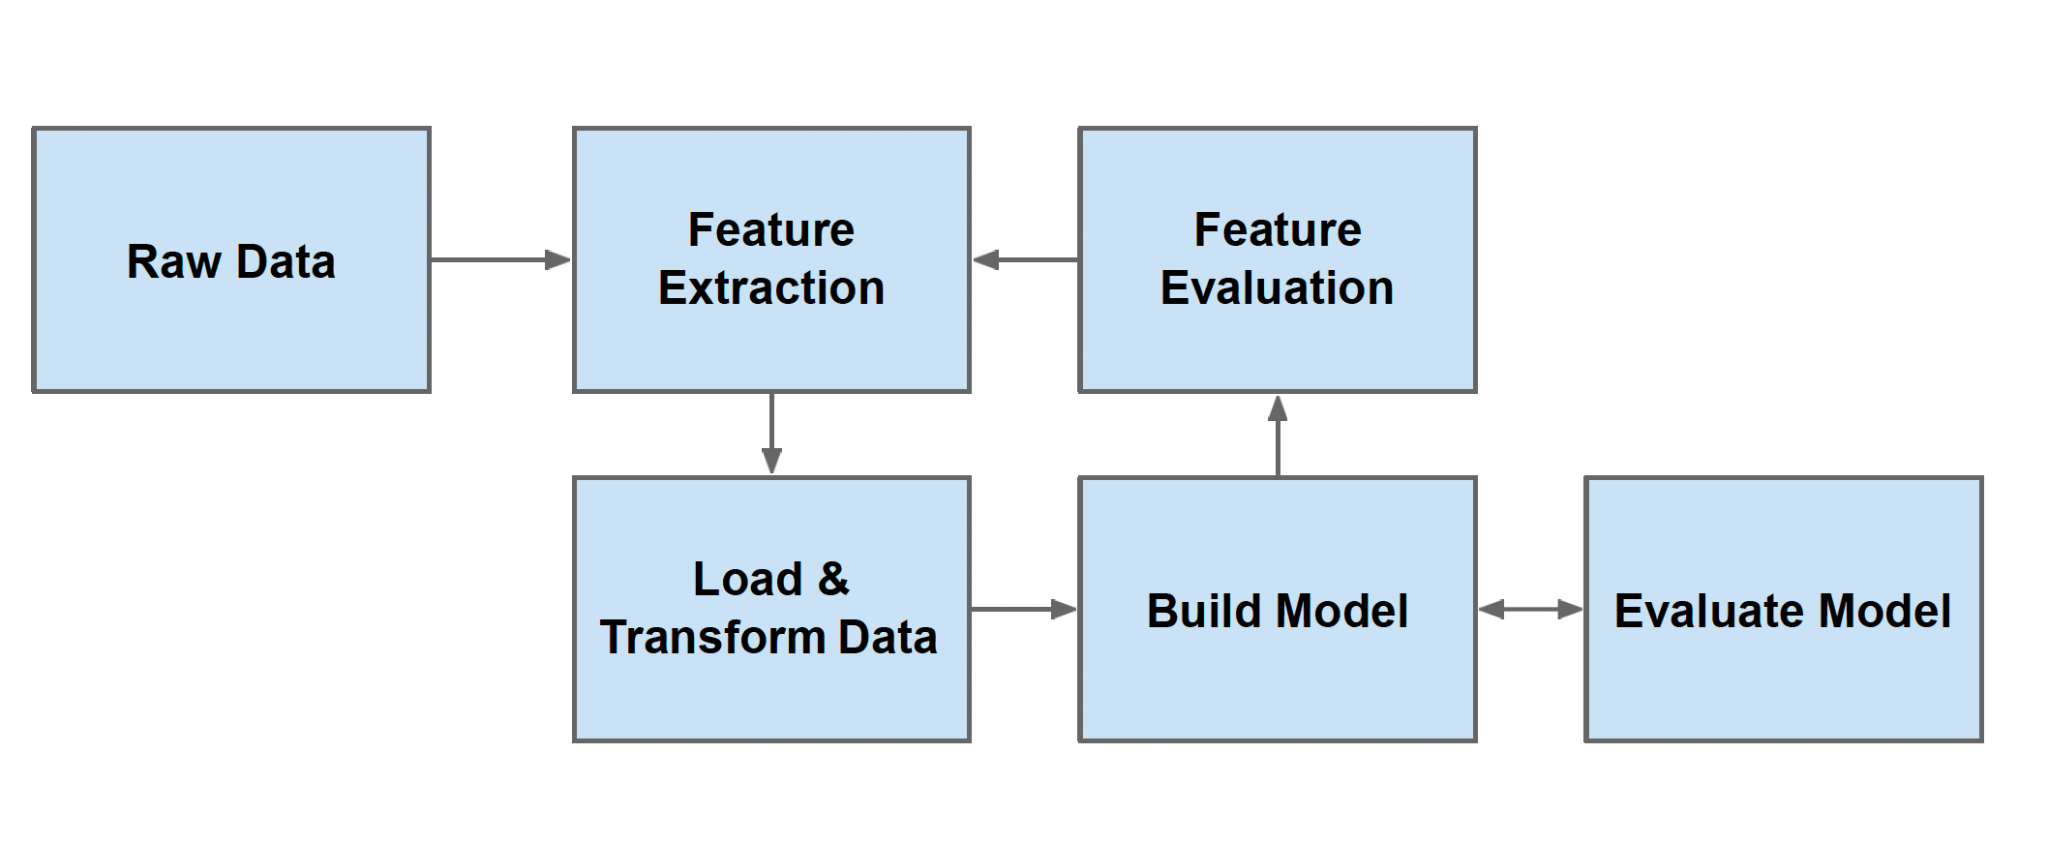 Raw Data
Feature
Extraction
Feature
Evaluation
Load &
Transform Data
Build Model
Evaluate Model